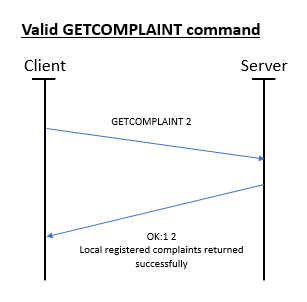 Valid GETCOMPLAINT command
Client
Server
GETCOMPLAINT 2
OK:1 2
Local registered complaints returned
successfully